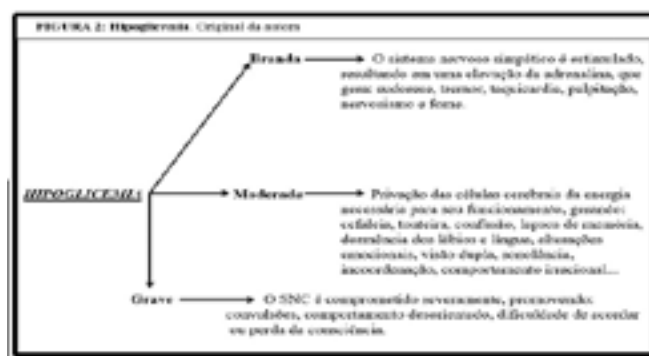 FIGURA 2: Hipoglicemia. Original da autora
Branda
O sistema nervoso simpático é estimulado,
resultando em uma elevação da adrenalina, que
gera: sudorese, tremor, taquicardia, palpitação,
nervosismo e fome.
HIPOGLICEMIA
Moderada
Privação das células cerebrais da energia
necessária para seu funcionamento, gerando:
cefaleia, tonteira, confusão, lapsos de memória,
dormência dos lábios e língua, alterações
emocionais, visão dupla, sonolência,
incoordenação, comportamento irracional...
Grave
O SNC é comprometido severamente, promovendo:
convulsões, comportamento desorientado, dificuldade de acordar
ou perda da consciência.